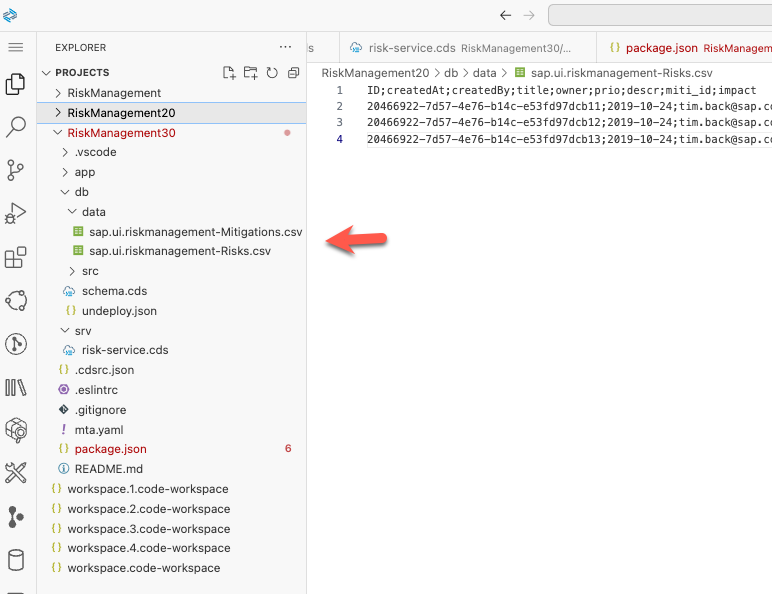 EXPLORER
PROJECTS
RiskManagement
RiskManagement20
RiskManagement30
.vscode
app
db
data
sap.ui.riskmanagement-Mitigations.csv
sap.ui.riskmanagement-Risks.csv
src
schema.cds
undeploy.json
srv
risk-service.cds
.cdsrc.json
.eslintrc
.gitignore
mta.yaml
package.json 6
README.md
workspace.1.code-workspace
workspace.2.code-workspace
workspace.3.code-workspace
workspace.4.code-workspace
workspace.code-workspace
s risk-service.cds RiskManagement30/... package.json RiskManagem
RiskManagement20 > db > data > sap.ui.riskmanagement-Risks.csv
1 ID;createdAt;createdBy;title;owner;prio;descr;miti_id;impact
2 20466922-7d57-4e76-b14c-e53fd97dcb11;2019-10-24;tim.back@sap.co
3 20466922-7d57-4e76-b14c-e53fd97dcb12;2019-10-24;tim.back@sap.co
4 20466922-7d57-4e76-b14c-e53fd97dcb13;2019-10-24;tim.back@sap.co